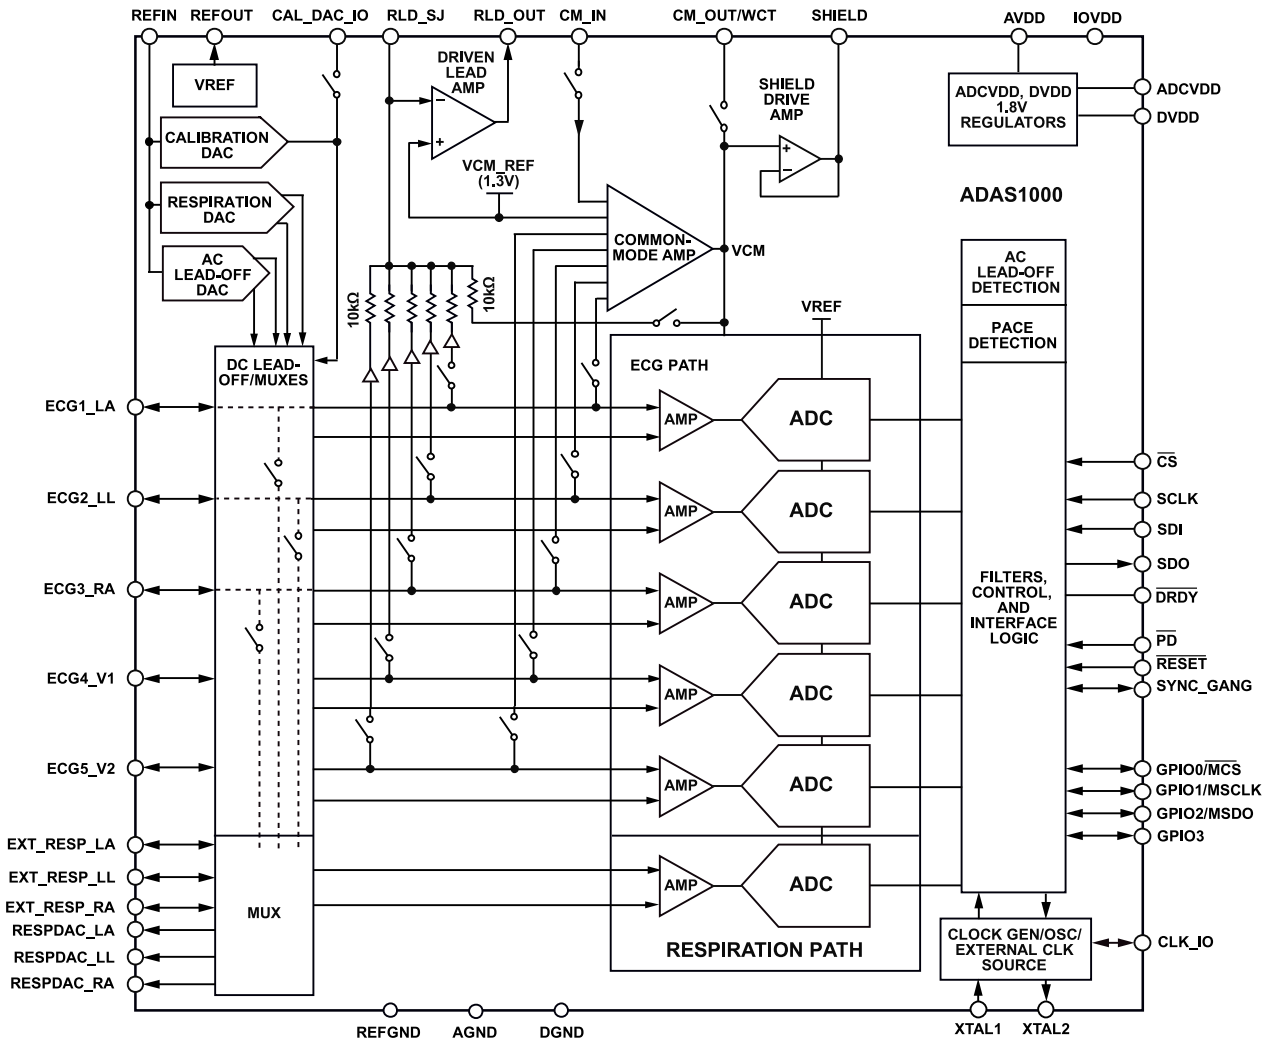 REFIN
REFOUT
CAL_DAC_IO
RLD_SJ
RLD_OUT
CM_IN
CM_OUT/WCT
SHIELD
AVDD
IOVDD
VREF
DRIVEN
LEAD
AMP
SHIELD
DRIVE
AMP
ADCVDD, DVDD
1.8V
REGULATORS
ADCVDD
DVDD
CALIBRATION
DAC
−
+
+
−
VCM_REF
(1.3V)
RESPIRATION
DAC
ADAS1000
COMMON-
MODE AMP
VCM
AC
LEAD-OFF
DAC
AC
LEAD-OFF
DETECTION
10kΩ
10kΩ
VREF
PACE
DETECTION
DC LEAD-
OFF/MUXES
ECG PATH
ECG1_LA
AMP
ADC
CS
ECG2_LL
AMP
ADC
SCLK
SDI
SDO
FILTERS,
CONTROL,
AND
INTERFACE
LOGIC
ECG3_RA
AMP
ADC
DRDY
PD
RESET
ECG4_V1
AMP
ADC
SYNC_GANG
ECG5_V2
AMP
ADC
GPIO0/MCS
GPIO1/MSCLK
GPIO2/MSDO
GPIO3
EXT_RESP_LA
EXT_RESP_LL
EXT_RESP_RA
RESPDAC_LA
RESPDAC_LL
RESPDAC_RA
MUX
AMP
ADC
RESPIRATION PATH
CLOCK GEN/OSC/
EXTERNAL CLK
SOURCE
CLK_IO
REFGND
AGND
DGND
XTAL1
XTAL2